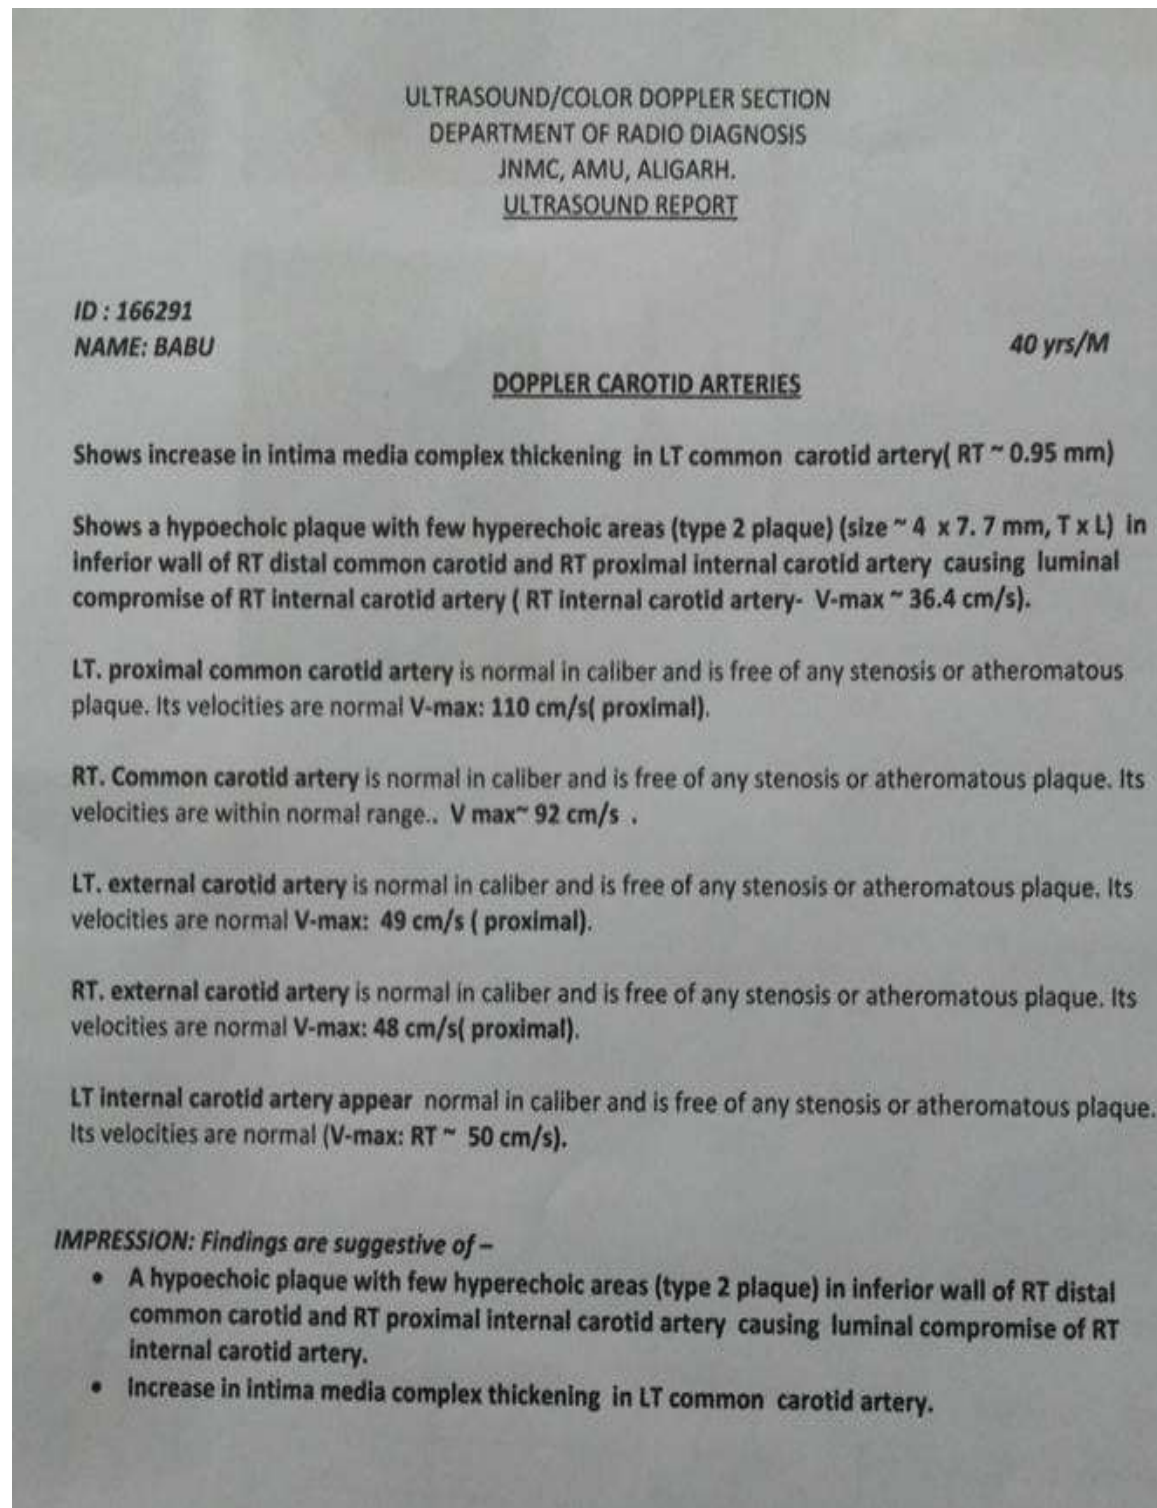 ULTRASOUND/COLOR DOPPLER SECTION
DEPARTMENT OF RADIO DIAGNOSIS
JNMC, AMU, ALIGARH.
ULTRASOUND REPORT
ID : 166291
NAME: BABU
40 yrs/M
DOPPLER CAROTID ARTERIES
Shows increase in intima media complex thickening in LT common carotid artery( RT ~ 0.95 mm)
Shows a hypoechoic plaque with few hyperechoic areas (type 2 plaque) (size ~ 4 x 7. 7 mm, T x L) in
inferior wall of RT distal common carotid and RT proximal internal carotid artery causing luminal
compromise of RT internal carotid artery ( RT internal carotid artery- V-max ~ 36.4 cm/s).
LT. proximal common carotid artery is normal in caliber and is free of any stenosis or atheromatous
plaque. Its velocities are normal V-max: 110 cm/s( proximal).
RT. Common carotid artery is normal in caliber and is free of any stenosis or atheromatous plaque. Its
velocities are within normal range.. V max~ 92 cm/s .
LT. external carotid artery is normal in caliber and is free of any stenosis or atheromatous plaque. Its
velocities are normal V-max: 49 cm/s ( proximal).
RT. external carotid artery is normal in caliber and is free of any stenosis or atheromatous plaque. Its
velocities are normal V-max: 48 cm/s( proximal).
LT internal carotid artery appear normal in caliber and is free of any stenosis or atheromatous plaque.
Its velocities are normal (V-max: RT ~ 50 cm/s).
IMPRESSION: Findings are suggestive of –
• A hypoechoic plaque with few hyperechoic areas (type 2 plaque) in inferior wall of RT distal
common carotid and RT proximal internal carotid artery causing luminal compromise of RT
internal carotid artery.
• Increase in intima media complex thickening in LT common carotid artery.